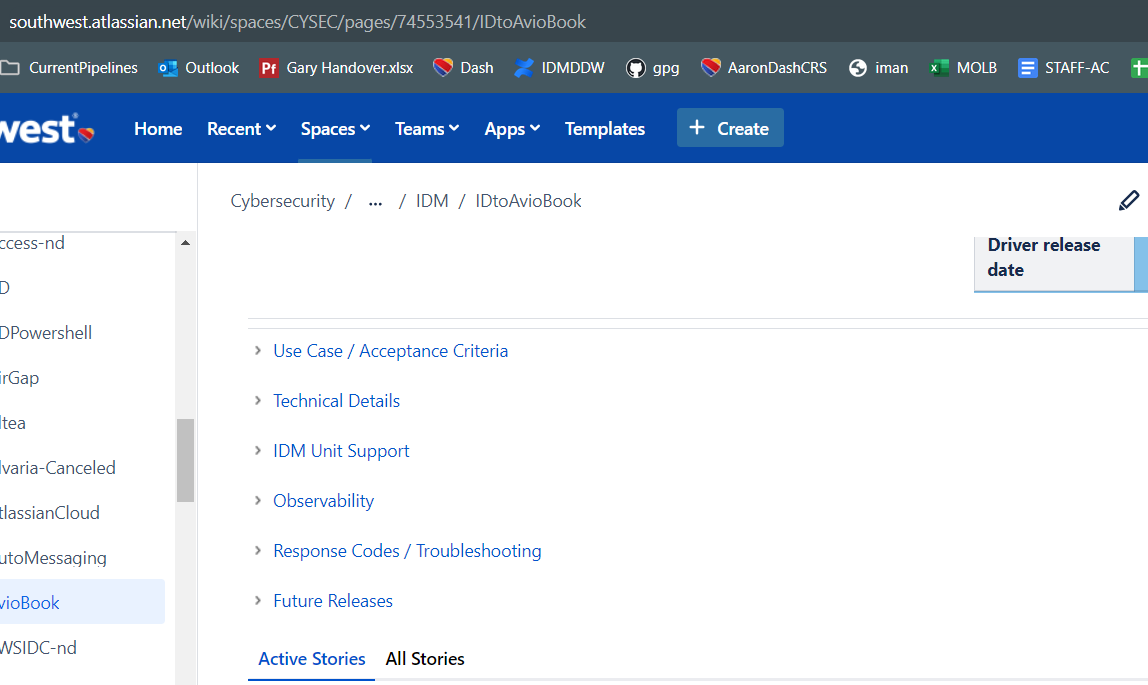 southwest.atlassian.net/wiki/spaces/CYSEC/pages/74553541/IDtoAvioBook
CurrentPipelines Outlook Pf Gary Handover.xlsx Dash IDMDDW gpg AaronDashCRS iman MOLB STAFF-AC
west Home Recent Spaces Teams Apps Templates + Create
Cybersecurity / ... / IDM / IDtoAvioBook
Driver release
date
ccess-nd
D
DPowershell
irGap
ltea
lvaria-Canceled
tlassianCloud
utoMessaging
vioBook
WSIDC-nd
Use Case / Acceptance Criteria
Technical Details
IDM Unit Support
Observability
Response Codes / Troubleshooting
Future Releases
Active Stories All Stories